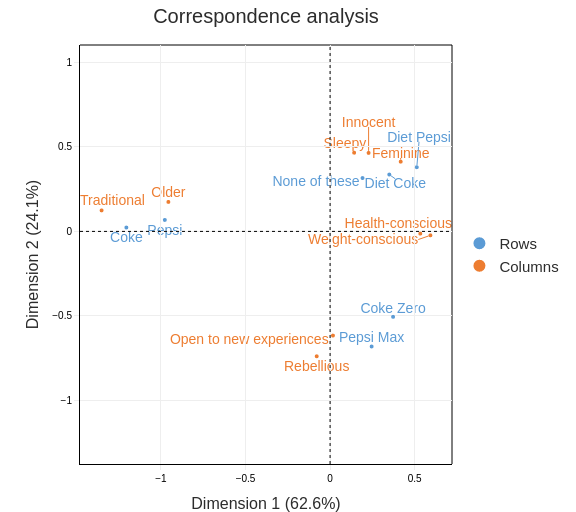 Correspondence analysis
1
Innocent
Diet Pepsi
Sleepy
0.5
Feminine
None of these
Diet Coke
Older
Traditional
Health-conscious
0
Coke
Pepsi
Weight-conscious
Rows
Columns
Dimension 2 (24.1%)
Coke Zero
−0.5
Open to new experiences
Pepsi Max
Rebellious
−1
−1
−0.5
0
0.5
Dimension 1 (62.6%)